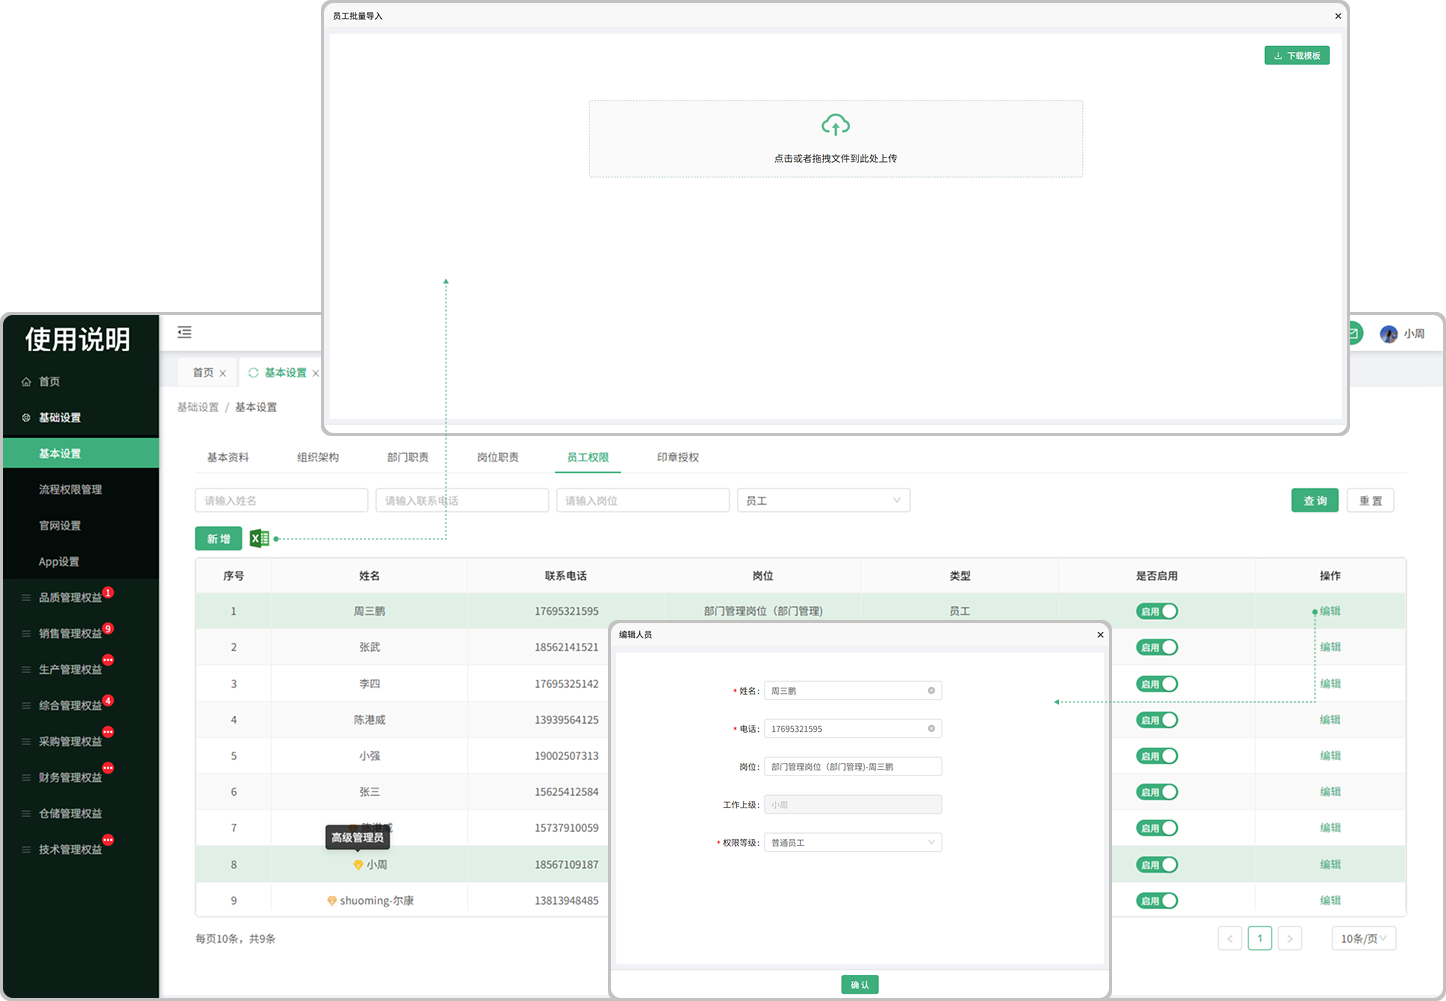 员工批量导入
下载模板
点击或者拖拽文件到此处上传
使用说明
小周
首页
基础设置
基本设置
流程权限管理
官网设置
App设置
品质管理权益 1
销售管理权益 9
生产管理权益
综合管理权益 4
采购管理权益
财务管理权益
仓储管理权益
技术管理权益
首页 基本设置
基础设置 / 基本设置
基本资料 组织架构 部门职责 岗位职责 员工权限 印章授权
请输入姓名 请输入联系电话 请输入岗位 员工 查 询 重 置
新 增
序号 姓名 联系电话 岗位 类型 是否启用 操作
1 周三鹏 17695321595 部门管理岗位（部门管理) 员工 启用 编辑
2 张武 18562141521 启用 编辑
3 李四 17695325142 启用 编辑
4 陈港威 13939564125 启用 编辑
5 小强 19002507313 启用 编辑
6 张三 15625412584 启用 编辑
7 15737910059 启用 编辑
高级管理员
8 小周 18567109187 启用 编辑
9 shuoming-尔康 13813948485 启用 编辑
每页10条，共9条
1 10条/页
编辑人员
* 姓名: 周三鹏
* 电话: 17695321595
岗位: 部门管理岗位（部门管理)-周三鹏
工作上级: 小周
* 权限等级: 普通员工
确 认